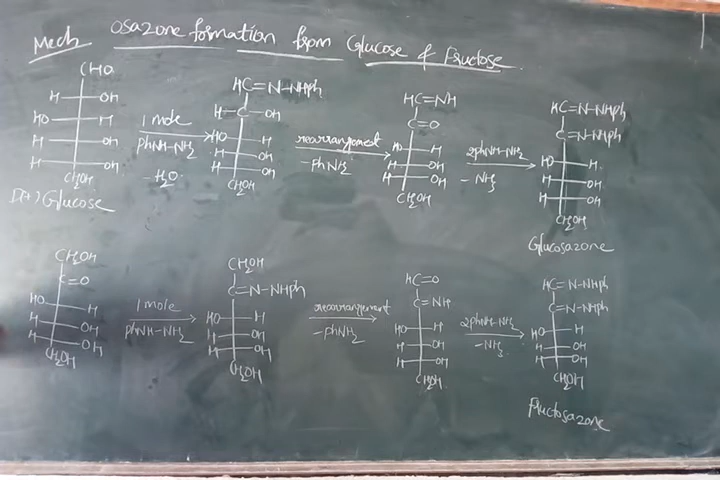 Mech osazone formation from Glucose & Fructose.
CHO
H OH
HO H
H OH
H OH
CH2OH
D(+) Glucose
1 mole
phNH-NH2
- H2O
HC=N-NHph
H-C-OH
HO H
H OH
H OH
CH2OH
rearrangement
- PhNH2
HC=NH
C=O
HO H
H OH
H OH
CH2OH
2phNH-NH2
- NH3
HC=N-NHph
C=N-NHph
HO H
H OH
H OH
CH2OH
Glucosazone
CH2OH
C=O
HO H
H OH
H OH
CH2OH
1 mole
phNH-NH2
CH2OH
C=N-NHPh
HO H
H OH
H OH
CH2OH
rearrangement
- phNH2
HC=O
C=NH
HO H
H OH
H OH
CH2OH
2phNH-NH2
- NH3
HC=N-NHph
C=N-NHph
HO H
H OH
H OH
CH2OH
Fructosazone